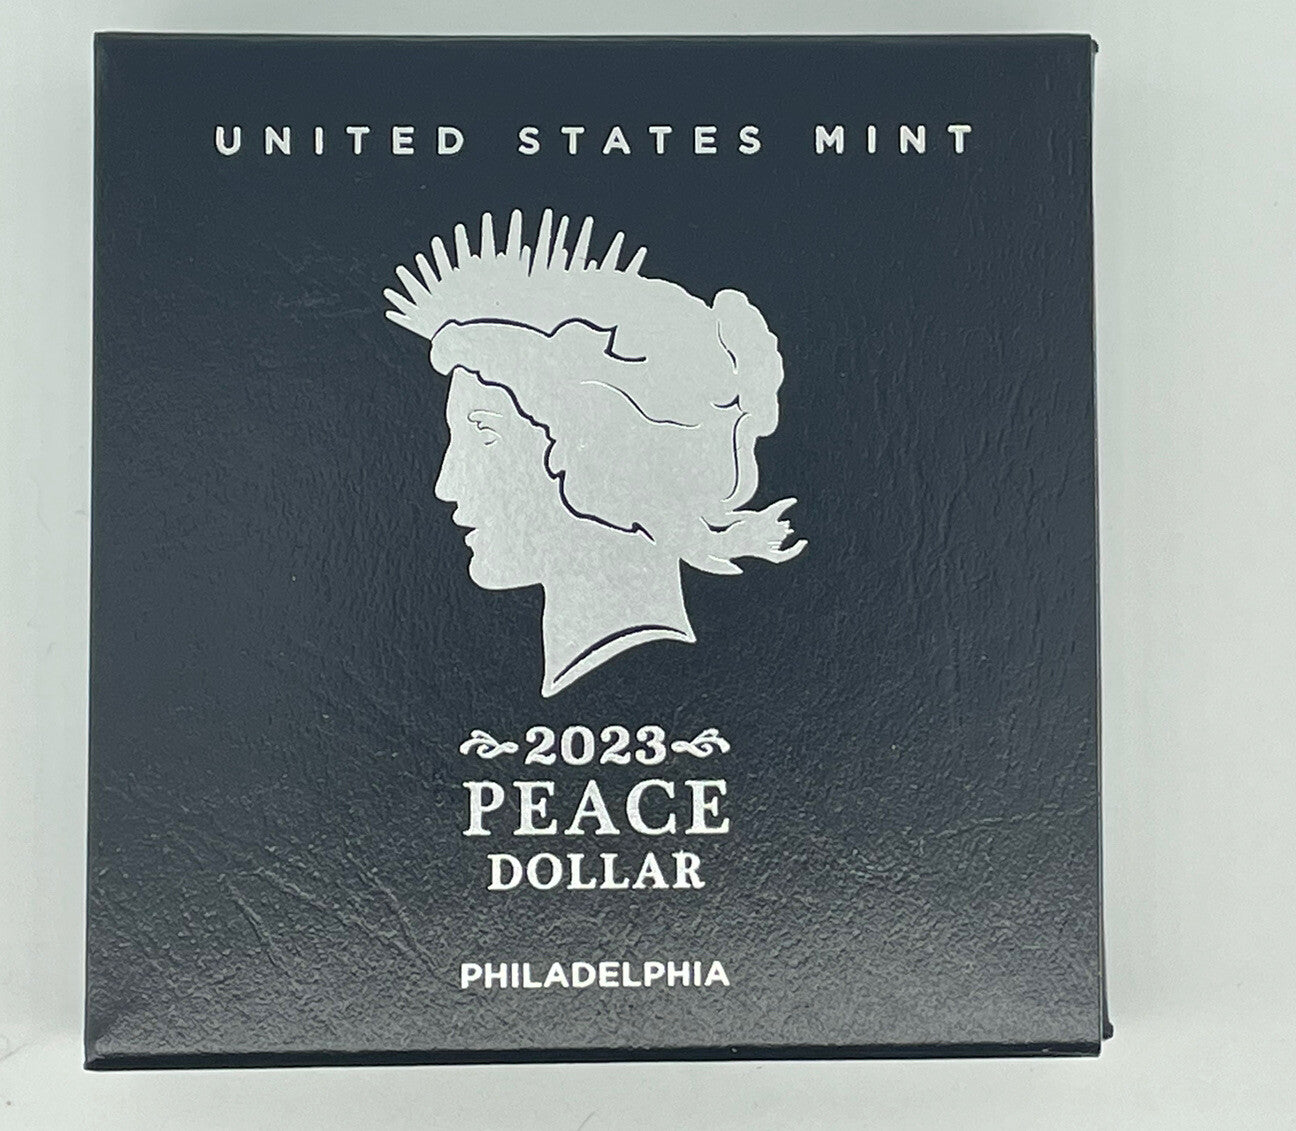 UNITED STATES MINT
2023
PEACE
DOLLAR
PHILADELPHIA